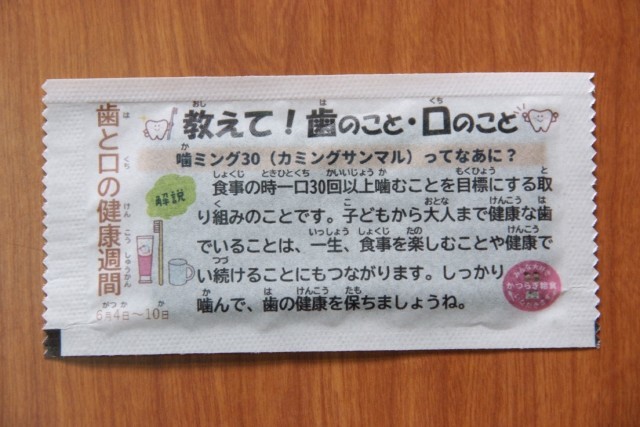 歯と口の健康週間
6月4日～10日
教えて！歯のこと・口のこと
噛ミング30（カミングサンマル）ってなあに？
解説
食事の時一口30回以上噛むことを目標にする取
り組みのことです。子どもから大人まで健康な歯
でいることは、一生、食事を楽しむことや健康で
い続けることにもつながります。しっかり
噛んで、歯の健康を保ちましょうね。
かつらぎ給食